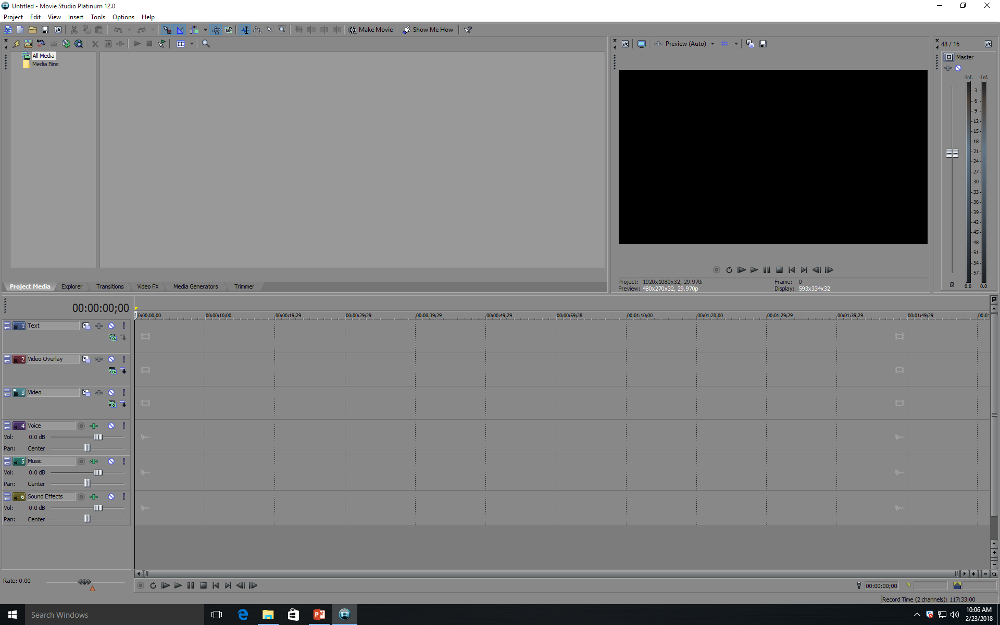 Untitled - Movie Studio Platinum 12.0
Project Edit View Insert Tools Options Help
Make Movie Show Me How
Preview (Auto)
48 / 16
All Media
Media Bins
Master
-Inf. -Inf.
3
6
9
12
15
18
21
24
27
30
33
36
39
42
45
48
51
54
57
0.0 0.0
Project: 1920x1080x32, 29.970i
Frame: 0
Preview: 480x270x32, 29.970p
Display: 593x334x32
Project Media Explorer Transitions Video FX Media Generators Trimmer
00:00:00;00
0:00:00;00 00:00:10;00 00:00:19;29 00:00:29;29 00:00:39;29 00:00:49;29 00:00:59;28 00:01:10;00 00:01:20;00 00:01:29;29 00:01:39;29 00:01:49;29 00:0
1 Text
2 Video Overlay
3 Video
4 Voice
Vol: 0.0 dB
Pan: Center
5 Music
Vol: 0.0 dB
Pan: Center
6 Sound Effects
Vol: 0.0 dB
Pan: Center
Rate: 0.00
00:00:00;00
Record Time (2 channels): 117:33:00
Search Windows
10:06 AM
2/23/2018